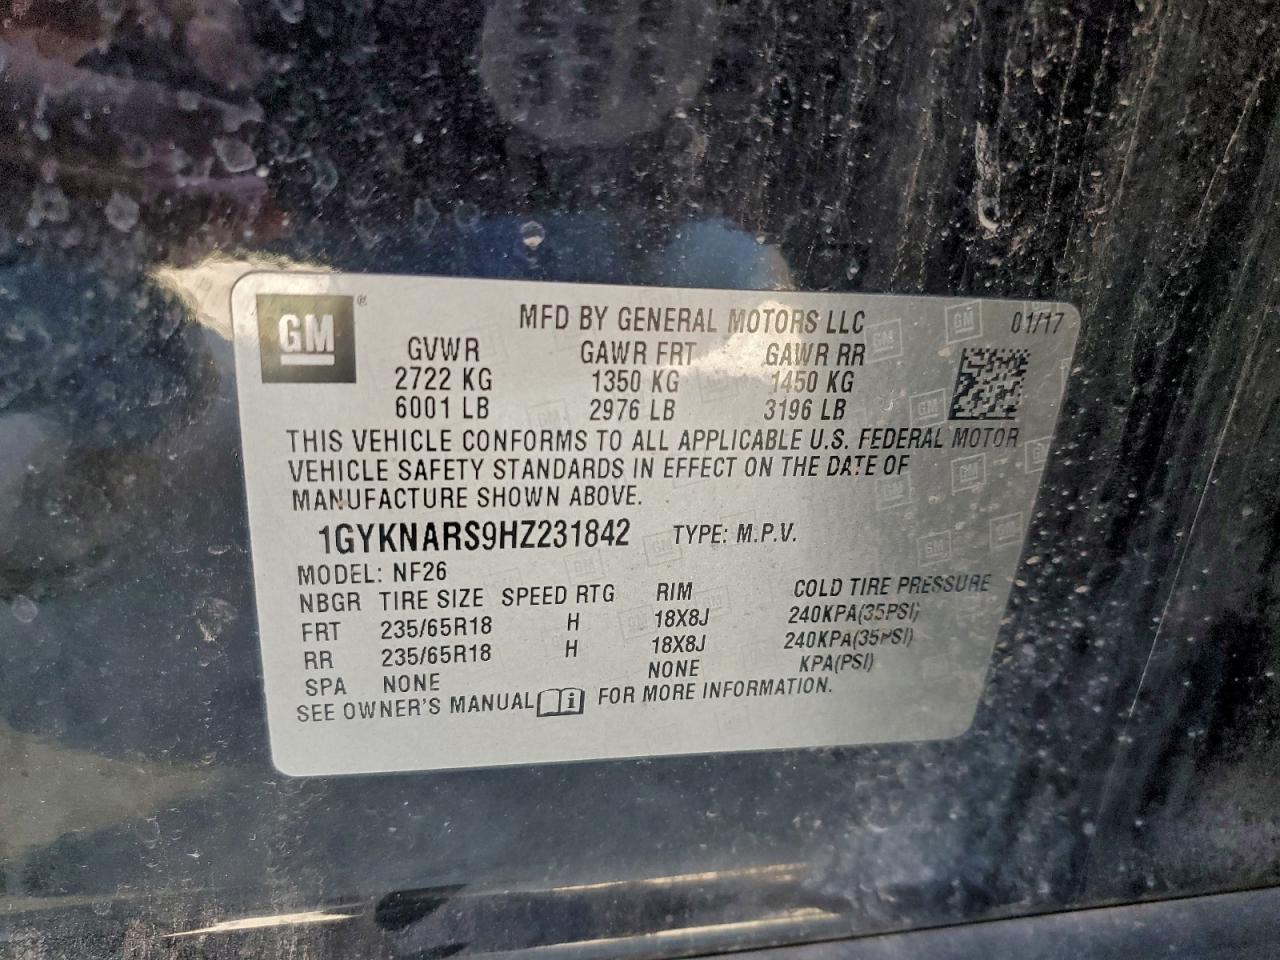 GM®
MFD BY GENERAL MOTORS LLC 01/17
GVWR GAWR FRT GAWR RR
2722 KG 1350 KG 1450 KG
6001 LB 2976 LB 3196 LB
THIS VEHICLE CONFORMS TO ALL APPLICABLE U.S. FEDERAL MOTOR
VEHICLE SAFETY STANDARDS IN EFFECT ON THE DATE OF
MANUFACTURE SHOWN ABOVE.
1GYKNARS9HZ231842 TYPE: M.P.V.
MODEL: NF26
NBGR TIRE SIZE SPEED RTG RIM COLD TIRE PRESSURE
FRT 235/65R18 H 18X8J 240KPA(35PSI)
RR 235/65R18 H 18X8J 240KPA(35PSI)
SPA NONE NONE KPA(PSI)
SEE OWNER'S MANUAL i FOR MORE INFORMATION.